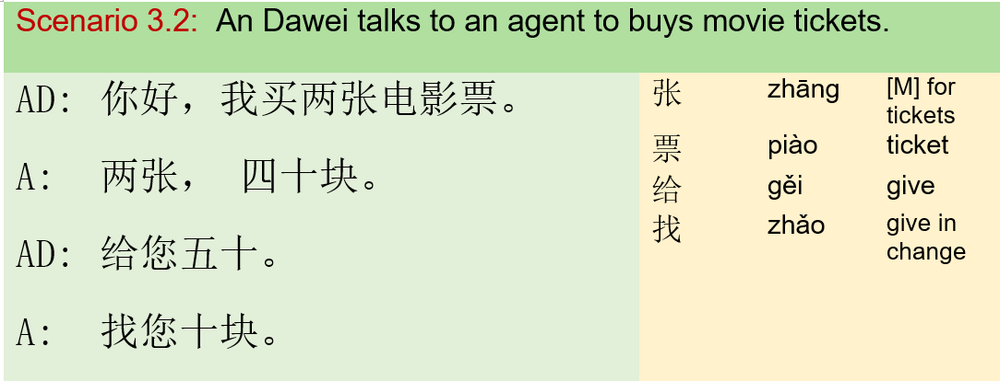 Scenario 3.2:  An Dawei talks to an agent to buys movie tickets.
AD: 你好，我买两张电影票。
A: 两张， 四十块。
AD: 给您五十。
A: 找您十块。
张 zhāng [M] for
tickets
票 piào ticket
给 gěi give
找 zhǎo give in
change